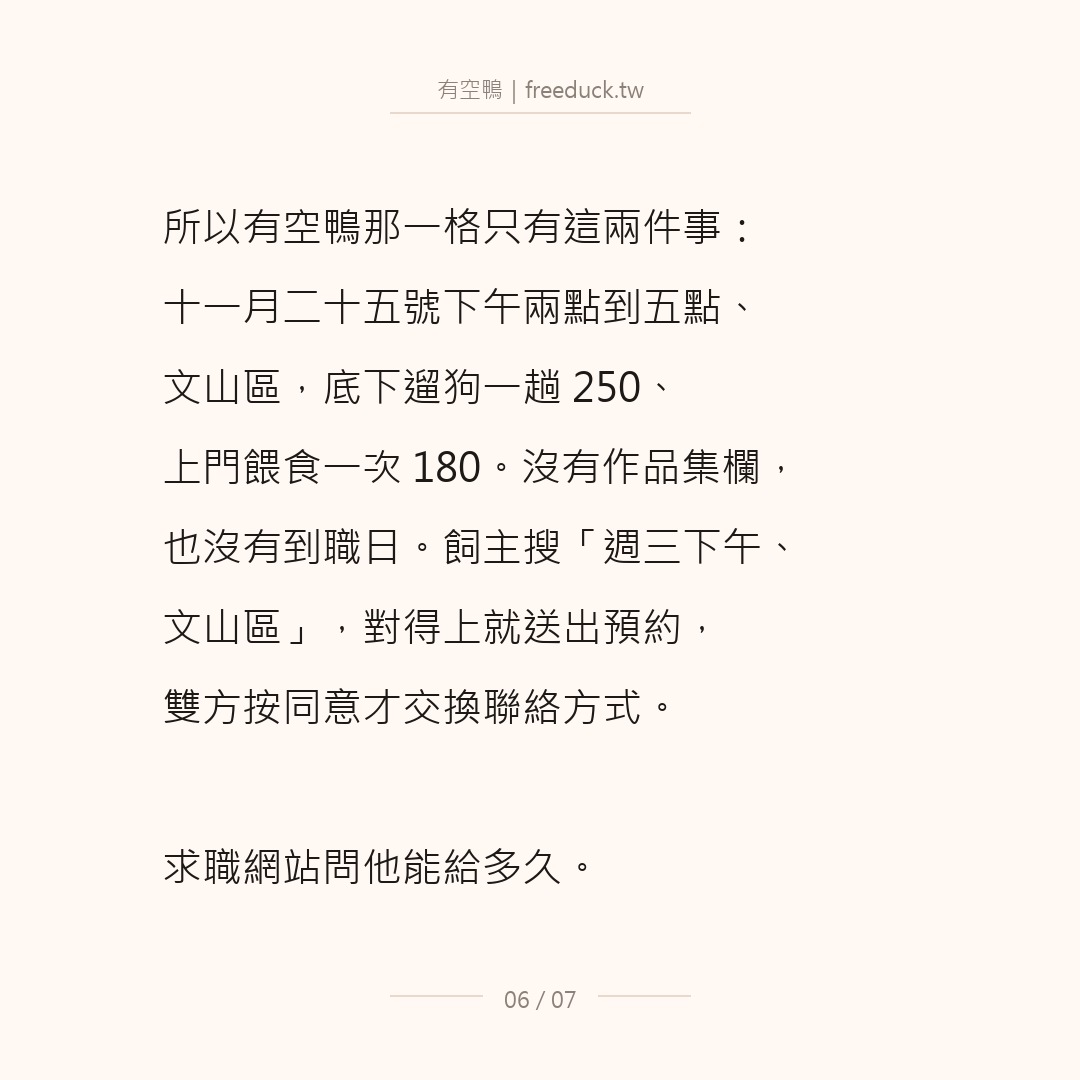 有空鴨 | freeduck.tw
所以有空鴨那一格只有這兩件事：
十一月二十五號下午兩點到五點、
文山區，底下遛狗一趟 250、
上門餵食一次 180。沒有作品集欄，
也沒有到職日。飼主搜「週三下午、
文山區」，對得上就送出預約，
雙方按同意才交換聯絡方式。
求職網站問他能給多久。
06 / 07